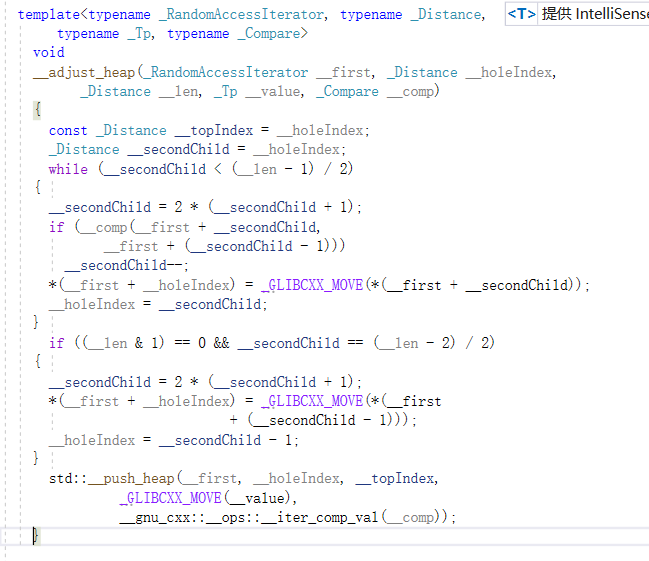 template<typename _RandomAccessIterator, typename _Distance,
<T> 提供 IntelliSense
typename _Tp, typename _Compare>
void
__adjust_heap(_RandomAccessIterator __first, _Distance __holeIndex,
_Distance __len, _Tp __value, _Compare __comp)
{
const _Distance __topIndex = __holeIndex;
_Distance __secondChild = __holeIndex;
while (__secondChild < (__len - 1) / 2)
{
__secondChild = 2 * (__secondChild + 1);
if (__comp(__first + __secondChild,
__first + (__secondChild - 1)))
__secondChild--;
*(__first + __holeIndex) = _GLIBCXX_MOVE(*(__first + __secondChild));
__holeIndex = __secondChild;
}
if ((__len & 1) == 0 && __secondChild == (__len - 2) / 2)
{
__secondChild = 2 * (__secondChild + 1);
*(__first + __holeIndex) = _GLIBCXX_MOVE(*(__first
+ (__secondChild - 1)));
__holeIndex = __secondChild - 1;
}
std::__push_heap(__first, __holeIndex, __topIndex,
_GLIBCXX_MOVE(__value),
__gnu_cxx::__ops::__iter_comp_val(__comp));
}